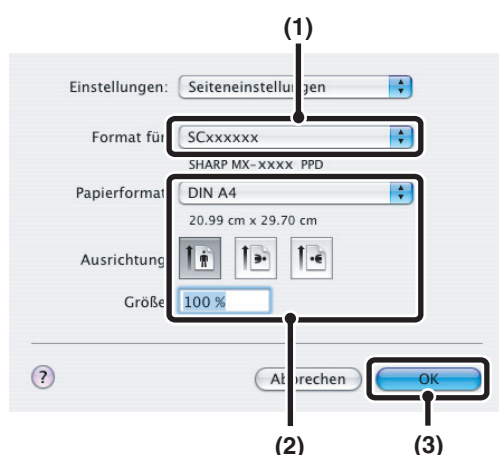 (1)
Einstellungen: Seiteneinstellungen
Format für SCxxxxxx
SHARP MX-xxxx PPD
Papierformat DIN A4
20.99 cm x 29.70 cm
Ausrichtung
Größe 100 %
? Abbrechen OK
(2) (3)